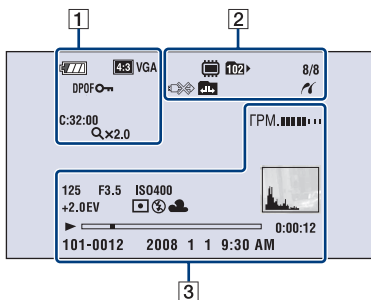 1
2
4:3 VGA
102
8/8
DPOF
C:32:00
×2.0
ГРМ.
125 F3.5 ISO400
+2.0EV
0:00:12
101-0012 2008 1 1 9:30 AM
3